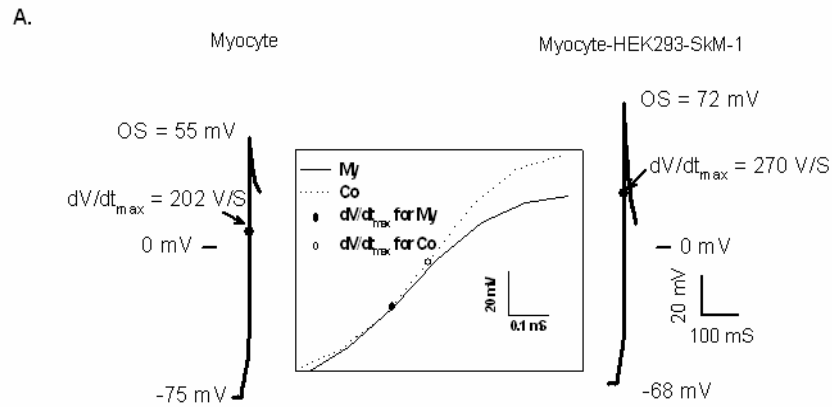 A.
Myocyte
Myocyte-HEK293-SkM-1
OS = 55 mV
dV/dtmax = 202 V/S
0 mV
-75 mV
My
Co
dV/dtmax for My
dV/dtmax for Co
20 mV
0.1 mS
OS = 72 mV
dV/dtmax = 270 V/S
0 mV
20 mV
100 mS
-68 mV